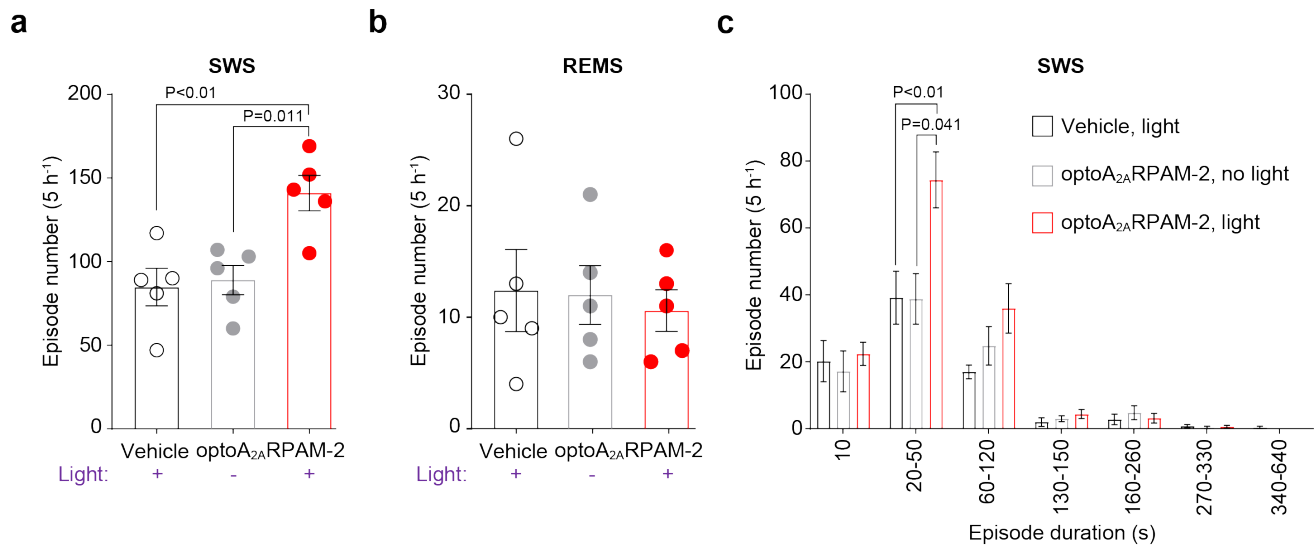 a
SWS
P<0.01
P=0.011
Episode number (5 h⁻¹)
200
150
100
50
0
Vehicle optoA₂ₐRPAM-2
Light: + - +
b
REMS
Episode number (5 h⁻¹)
30
20
10
0
Vehicle optoA₂ₐRPAM-2
Light: + - +
c
SWS
P<0.01
P=0.041
Vehicle, light
optoA₂ₐRPAM-2, no light
optoA₂ₐRPAM-2, light
Episode number (5 h⁻¹)
100
80
60
40
20
0
10
20-50
60-120
130-150
160-260
270-330
340-640
Episode duration (s)